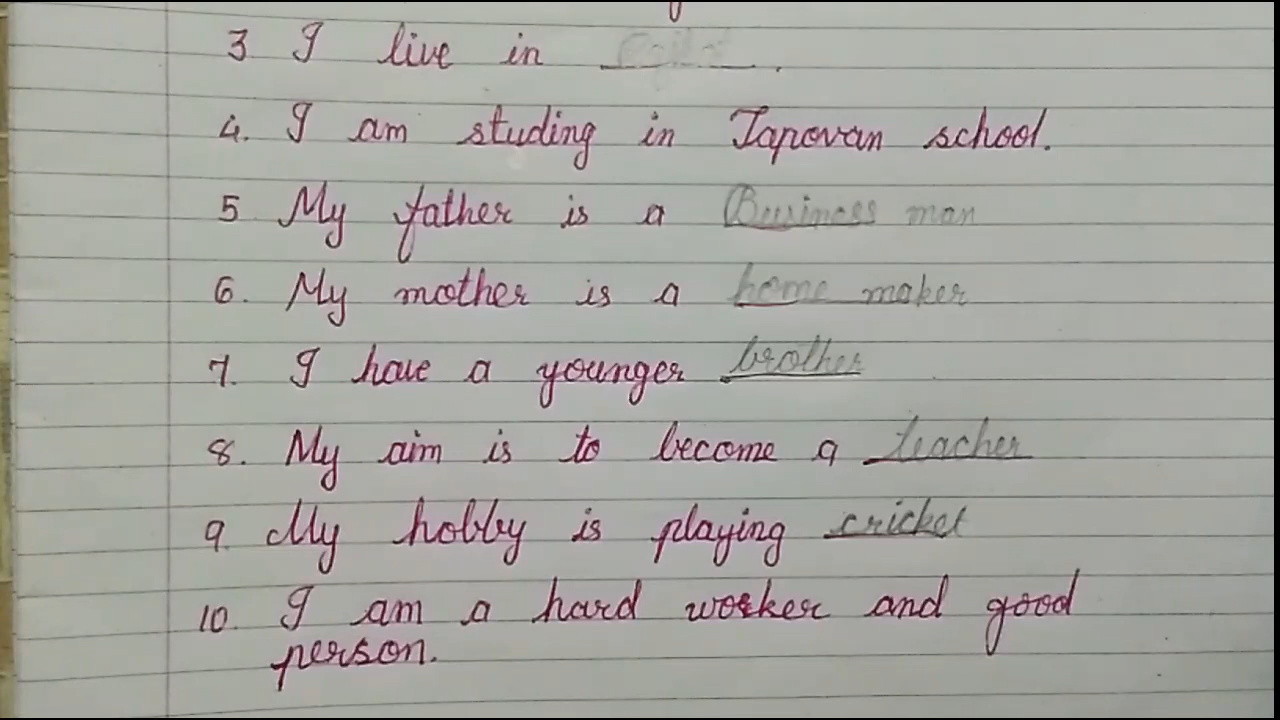 3. I live in ______.
4. I am studing in Tapovan school.
5 My father is a Business man
6. My mother is a home maker
7. I have a younger brother
8. My aim is to become a teacher
9. My hobby is playing cricket
10. I am a hard worker and good
person.